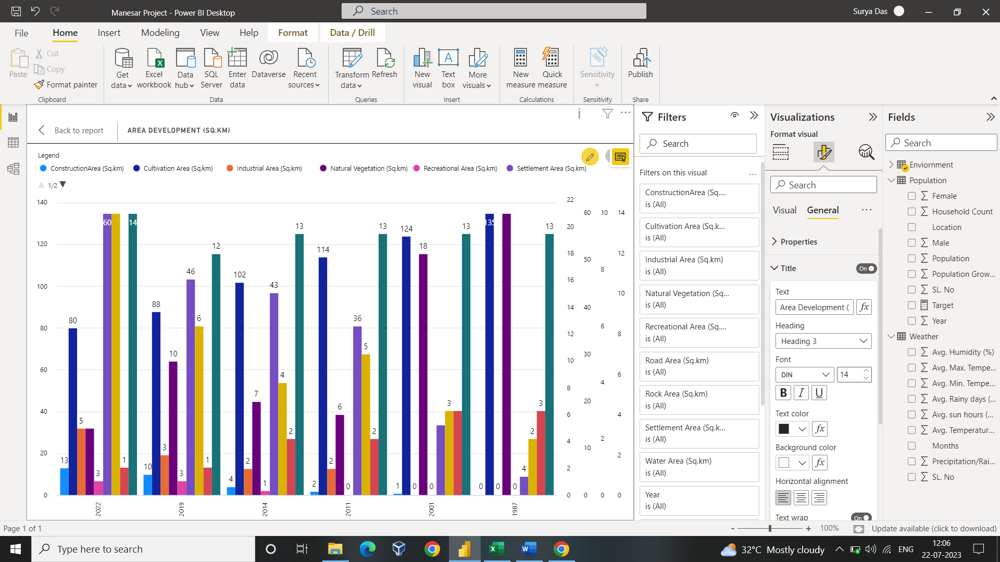 Manesar Project - Power BI Desktop
Search
Surya Das
File Home Insert Modeling View Help Format Data / Drill
Paste
Cut
Copy
Format painter
Clipboard
Get data
Excel workbook
Data hub
SQL Server
Enter data
Dataverse
Recent sources
Data
Transform data
Refresh
Queries
New visual
Text box
More visuals
Insert
New measure
Quick measure
Calculations
Sensitivity
Sensitivity
Publish
Share
Back to report
AREA DEVELOPMENT (SQ.KM)
Legend
ConstructionArea (Sq.km) Cultivation Area (Sq.km) Industrial Area (Sq.km) Natural Vegetation (Sq.km) Recreational Area (Sq.km) Settlement Area (Sq.km)
1/2
140
120
100
80
60
40
20
0
13 80 5 3 60 1 14
10 88 3 10 3 46 6 1 12
4 102 2 7 1 43 4 2 13
2 114 2 6 0 36 5 2 13
1 124 0 18 0 3 13
0 135 0 0 4 2 3 13
2022 2019 2014 2011 2001 1987
22
20
18
16
14
12
10
8
6
4
2
0
60
50
40
30
20
10
0
10
8
6
4
2
0
14
12
10
8
6
4
2
0
Filters
Search
Filters on this visual
...
ConstructionArea (Sq....
is (All)
Cultivation Area (Sq.k...
is (All)
Industrial Area (Sq.km)
is (All)
Natural Vegetation (Sq...
is (All)
Recreational Area (Sq....
is (All)
Road Area (Sq.km)
is (All)
Rock Area (Sq.km)
is (All)
Settlement Area (Sq.k...
is (All)
Water Area (Sq.km)
is (All)
Year
is (All)
Visualizations
Format visual
Search
Visual General ...
Properties
Title
On
Text
Area Development (
fx
Heading
Heading 3
Font
DIN
14
B I U
Text color
fx
Background color
fx
Horizontal alignment
Text wrap
On
Fields
Search
Enviornment
Population
Female
Household Count
Location
Male
Population
Population Grow...
SL. No
Target
Year
Weather
Avg. Humidity (%)
Avg. Max. Tempe...
Avg. Min. Tempe...
Avg. Rainy days (...
Avg. sun hours (...
Avg. Temperatur...
Months
Precipitation/Rai...
SL. No
Page 1 of 1
- + 100%
Update available (click to download)
Type here to search
32°C Mostly cloudy
ENG
12:06
22-07-2023